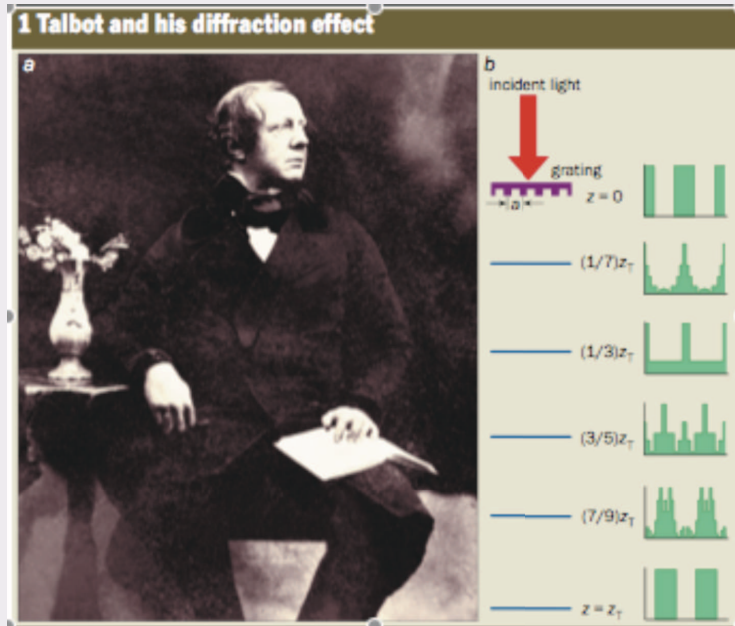 1 Talbot and his diffraction effect
a
b
incident light
grating
a
z = 0
(1/7)zT
(1/3)zT
(3/5)zT
(7/9)zT
z = zT